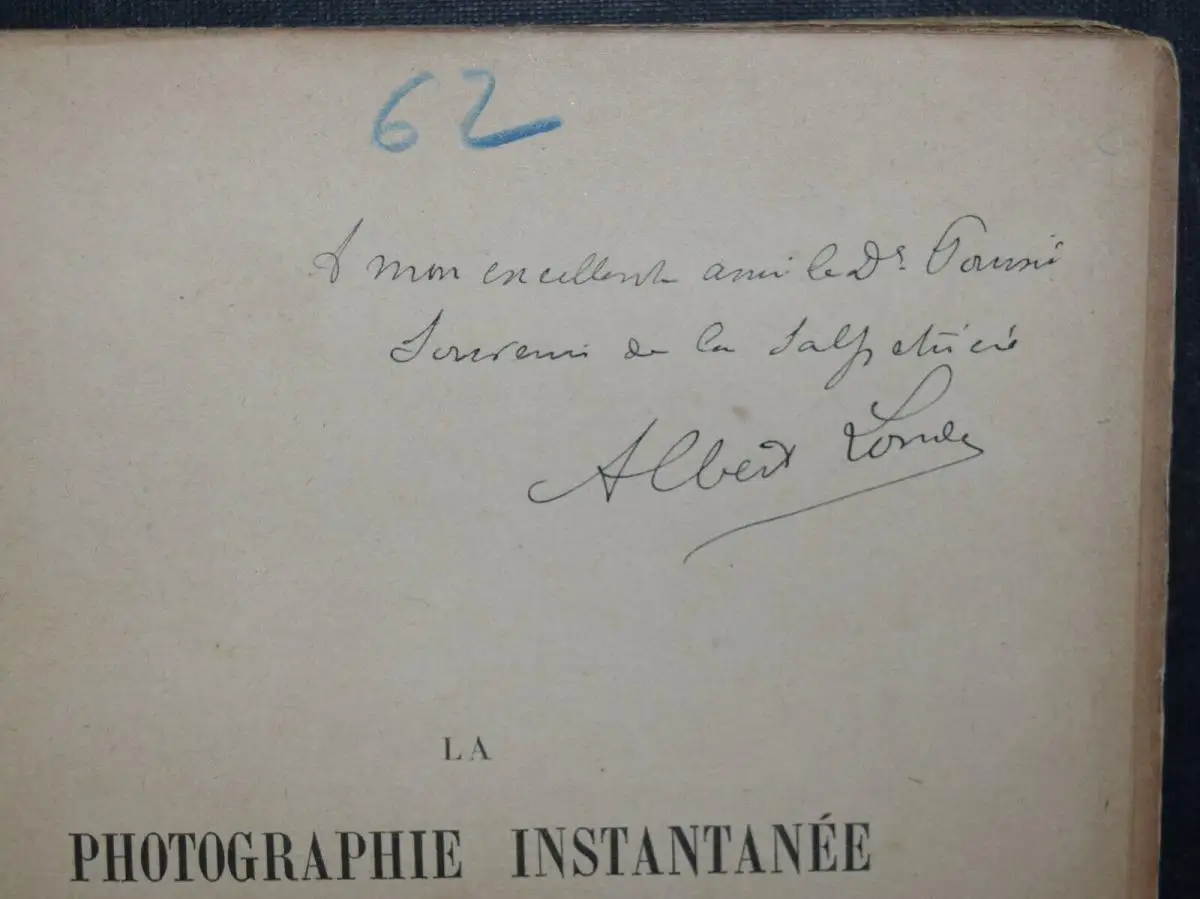 62
A mon excellent ami le Dr
Souvenir de la Salpêtrière
Albert Londe
LA
PHOTOGRAPHIE INSTANTANÉE